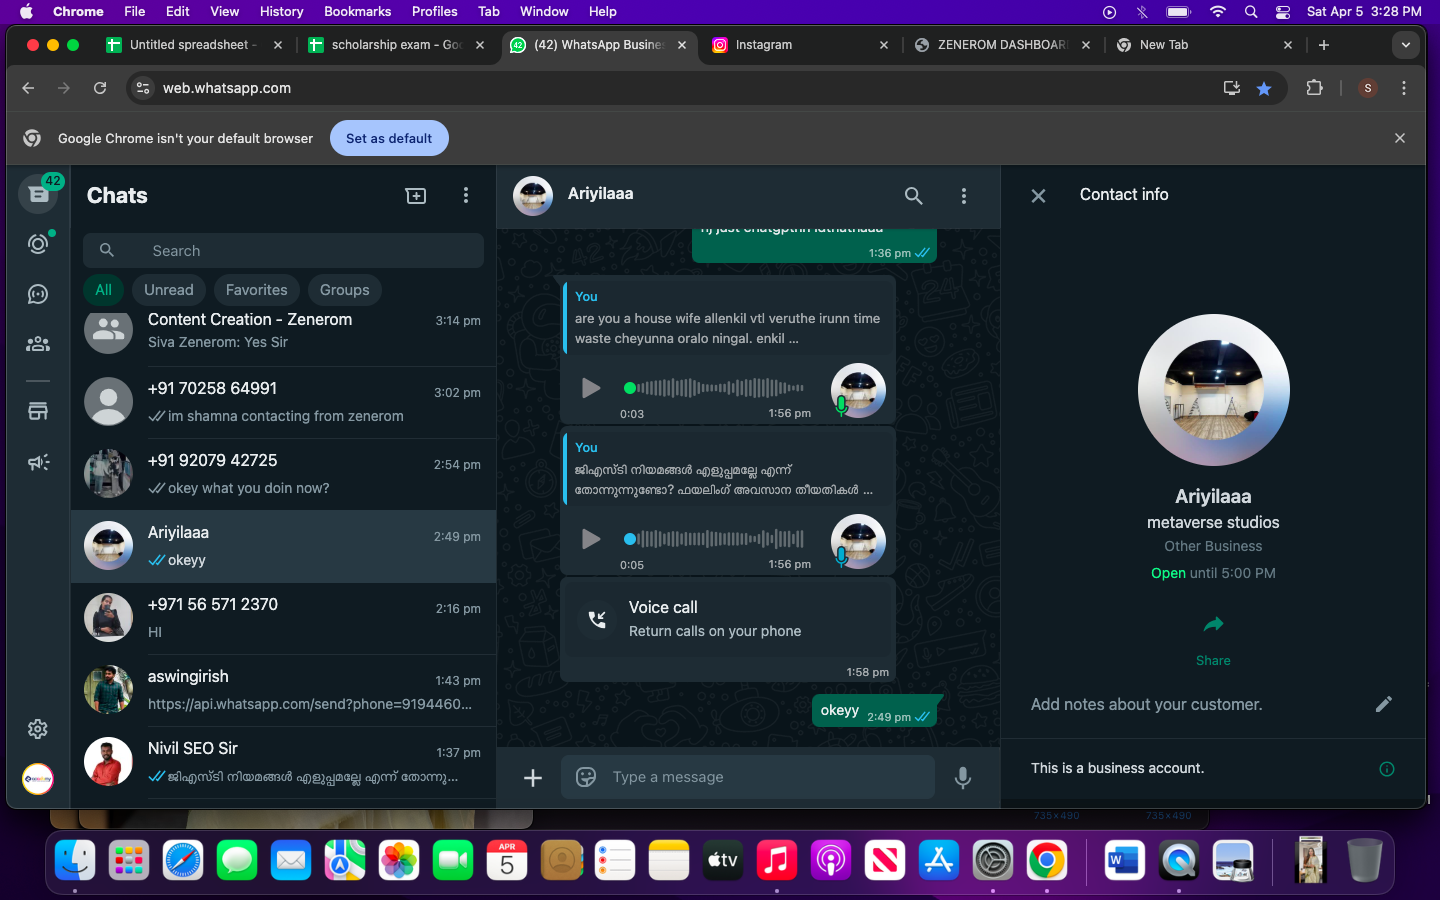 Chrome File Edit View History Bookmarks Profiles Tab Window Help Sat Apr 5 3:28 PM
Untitled spreadsheet - scholarship exam - Goo (42) WhatsApp Busine Instagram ZENEROM DASHBOAR New Tab
web.whatsapp.com S
Google Chrome isn't your default browser Set as default
42
Chats
Search
All Unread Favorites Groups
Content Creation - Zenerom 3:14 pm
Siva Zenerom: Yes Sir
+91 70258 64991 3:02 pm
im shamna contacting from zenerom
+91 92079 42725 2:54 pm
okey what you doin now?
Ariyilaaa 2:49 pm
okeyy
+971 56 571 2370 2:16 pm
HI
aswingirish 1:43 pm
https://api.whatsapp.com/send?phone=9194460...
Nivil SEO Sir 1:37 pm
ജിഎസ്ടി നിയമങ്ങൾ എളുപ്പമല്ലേ എന്ന് തോന്നു...
Ariyilaaa
1:36 pm
You
are you a house wife allenkil vtl veruthe irunn time
waste cheyunna oralo ningal. enkil ...
0:03 1:56 pm
You
ജിഎസ്ടി നിയമങ്ങൾ എളുപ്പമല്ലേ എന്ന്
തോന്നുന്നുണ്ടോ? ഫയലിംഗ് അവസാന തീയതികൾ ...
0:05 1:56 pm
Voice call
Return calls on your phone
1:58 pm
okeyy 2:49 pm
Type a message
Contact info
Ariyilaaa
metaverse studios
Other Business
Open until 5:00 PM
Share
Add notes about your customer.
This is a business account.
735×490 735×490
APR
5
tv
W